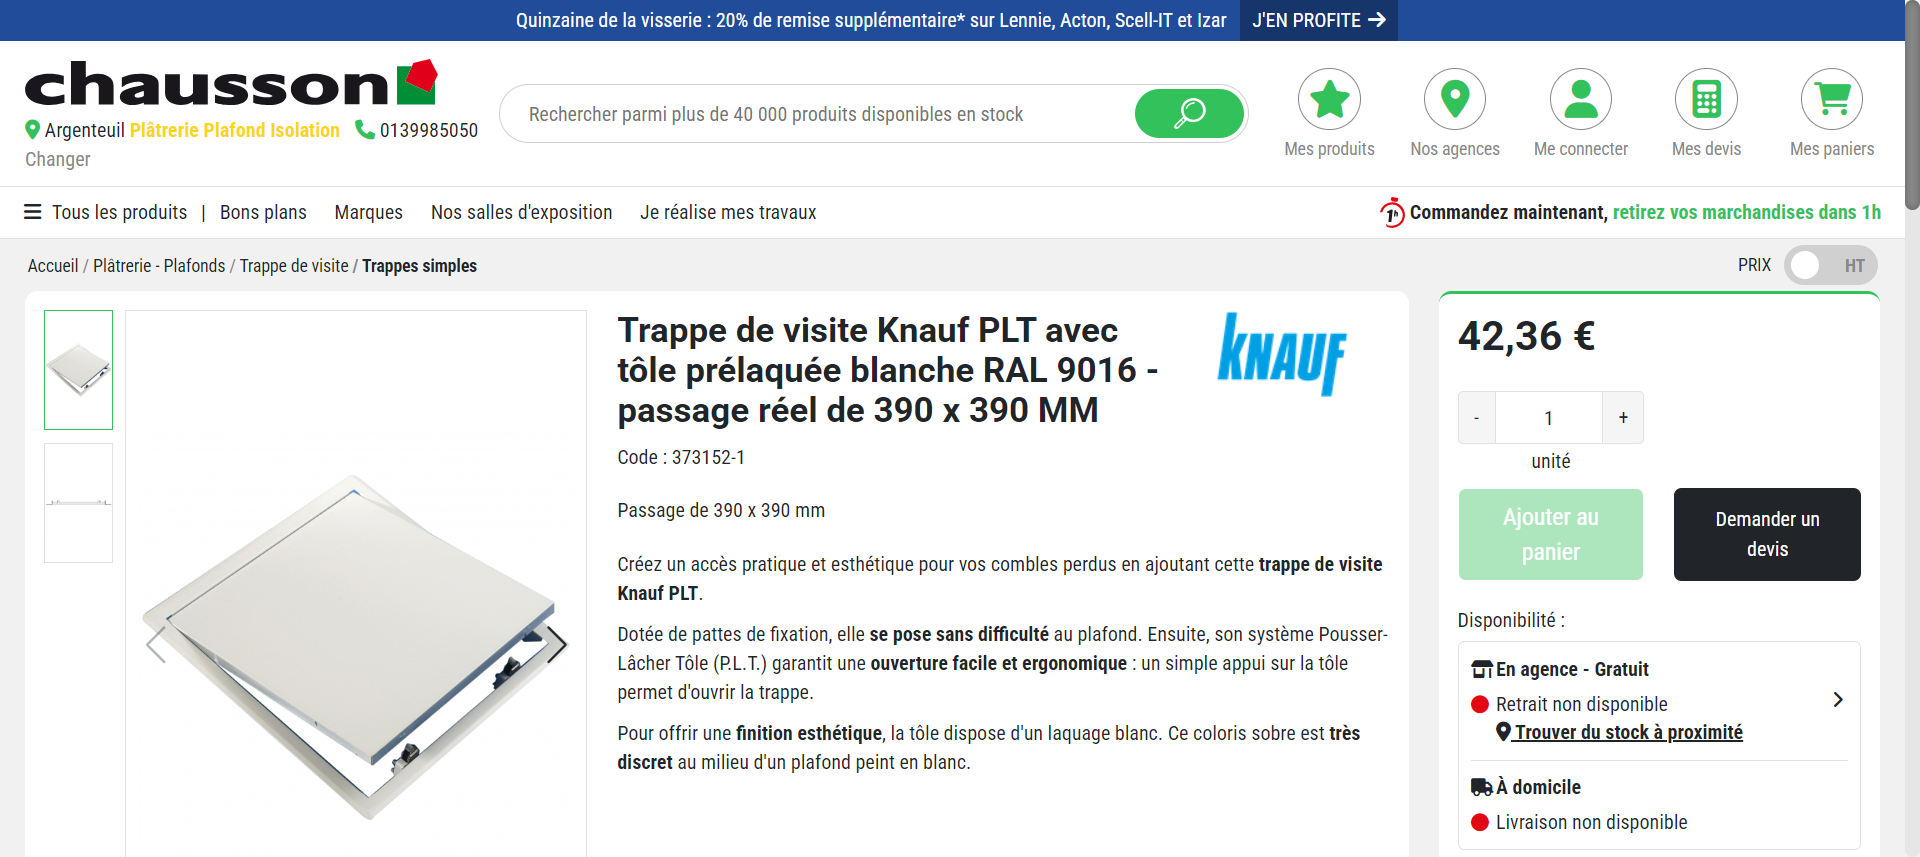 Quinzaine de la visserie : 20% de remise supplémentaire* sur Lennie, Acton, Scell-IT et Izar
J'EN PROFITE
chausson
Argenteuil Plâtrerie Plafond Isolation 0139985050
Changer
Rechercher parmi plus de 40 000 produits disponibles en stock
Mes produits
Nos agences
Me connecter
Mes devis
Mes paniers
Tous les produits | Bons plans Marques Nos salles d'exposition Je réalise mes travaux
1h Commandez maintenant, retirez vos marchandises dans 1h
Accueil / Plâtrerie - Plafonds / Trappe de visite / Trappes simples
PRIX HT
Trappe de visite Knauf PLT avec
tôle prélaquée blanche RAL 9016 -
passage réel de 390 x 390 MM
KNAUF
Code : 373152-1
Passage de 390 x 390 mm
Créez un accès pratique et esthétique pour vos combles perdus en ajoutant cette trappe de visite
Knauf PLT.
Dotée de pattes de fixation, elle se pose sans difficulté au plafond. Ensuite, son système Pousser-
Lâcher Tôle (P.L.T.) garantit une ouverture facile et ergonomique : un simple appui sur la tôle
permet d'ouvrir la trappe.
Pour offrir une finition esthétique, la tôle dispose d'un laquage blanc. Ce coloris sobre est très
discret au milieu d'un plafond peint en blanc.
42,36 €
- 1 +
unité
Ajouter au
panier
Demander un
devis
Disponibilité :
En agence - Gratuit
Retrait non disponible
Trouver du stock à proximité
À domicile
Livraison non disponible